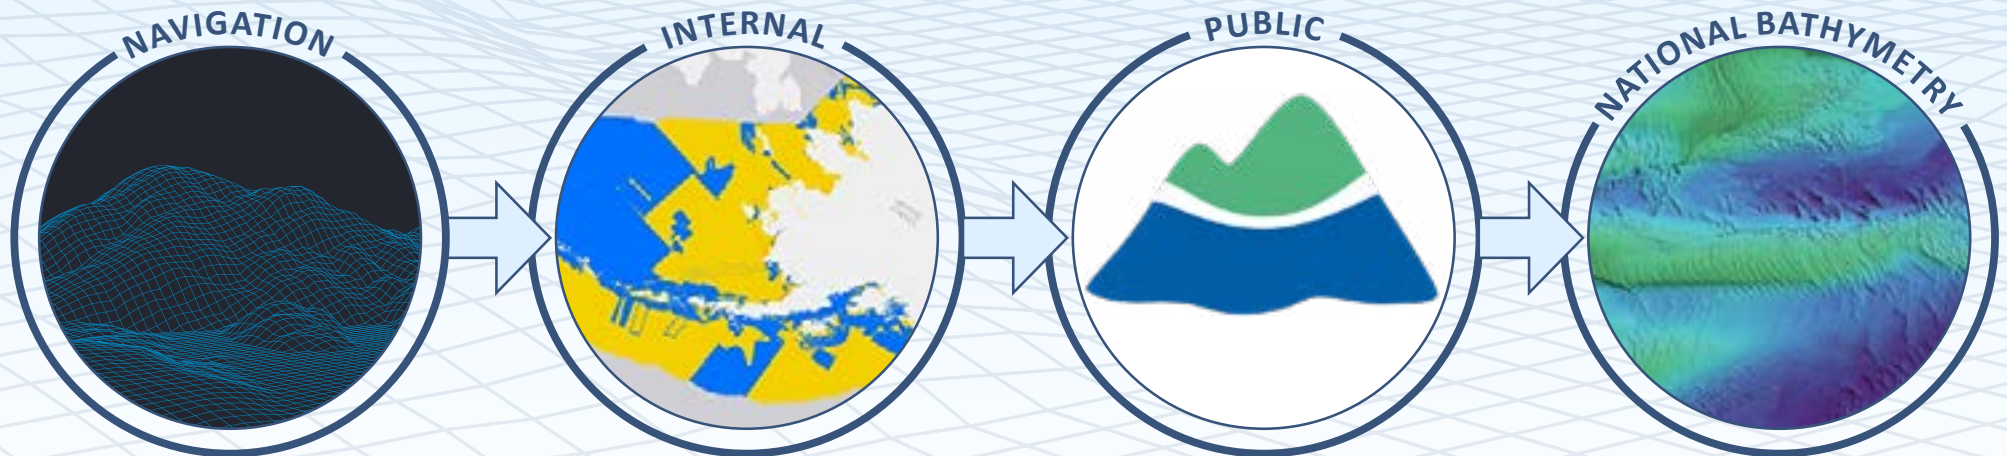 NAVIGATION
INTERNAL
PUBLIC
NATIONAL BATHYMETRY